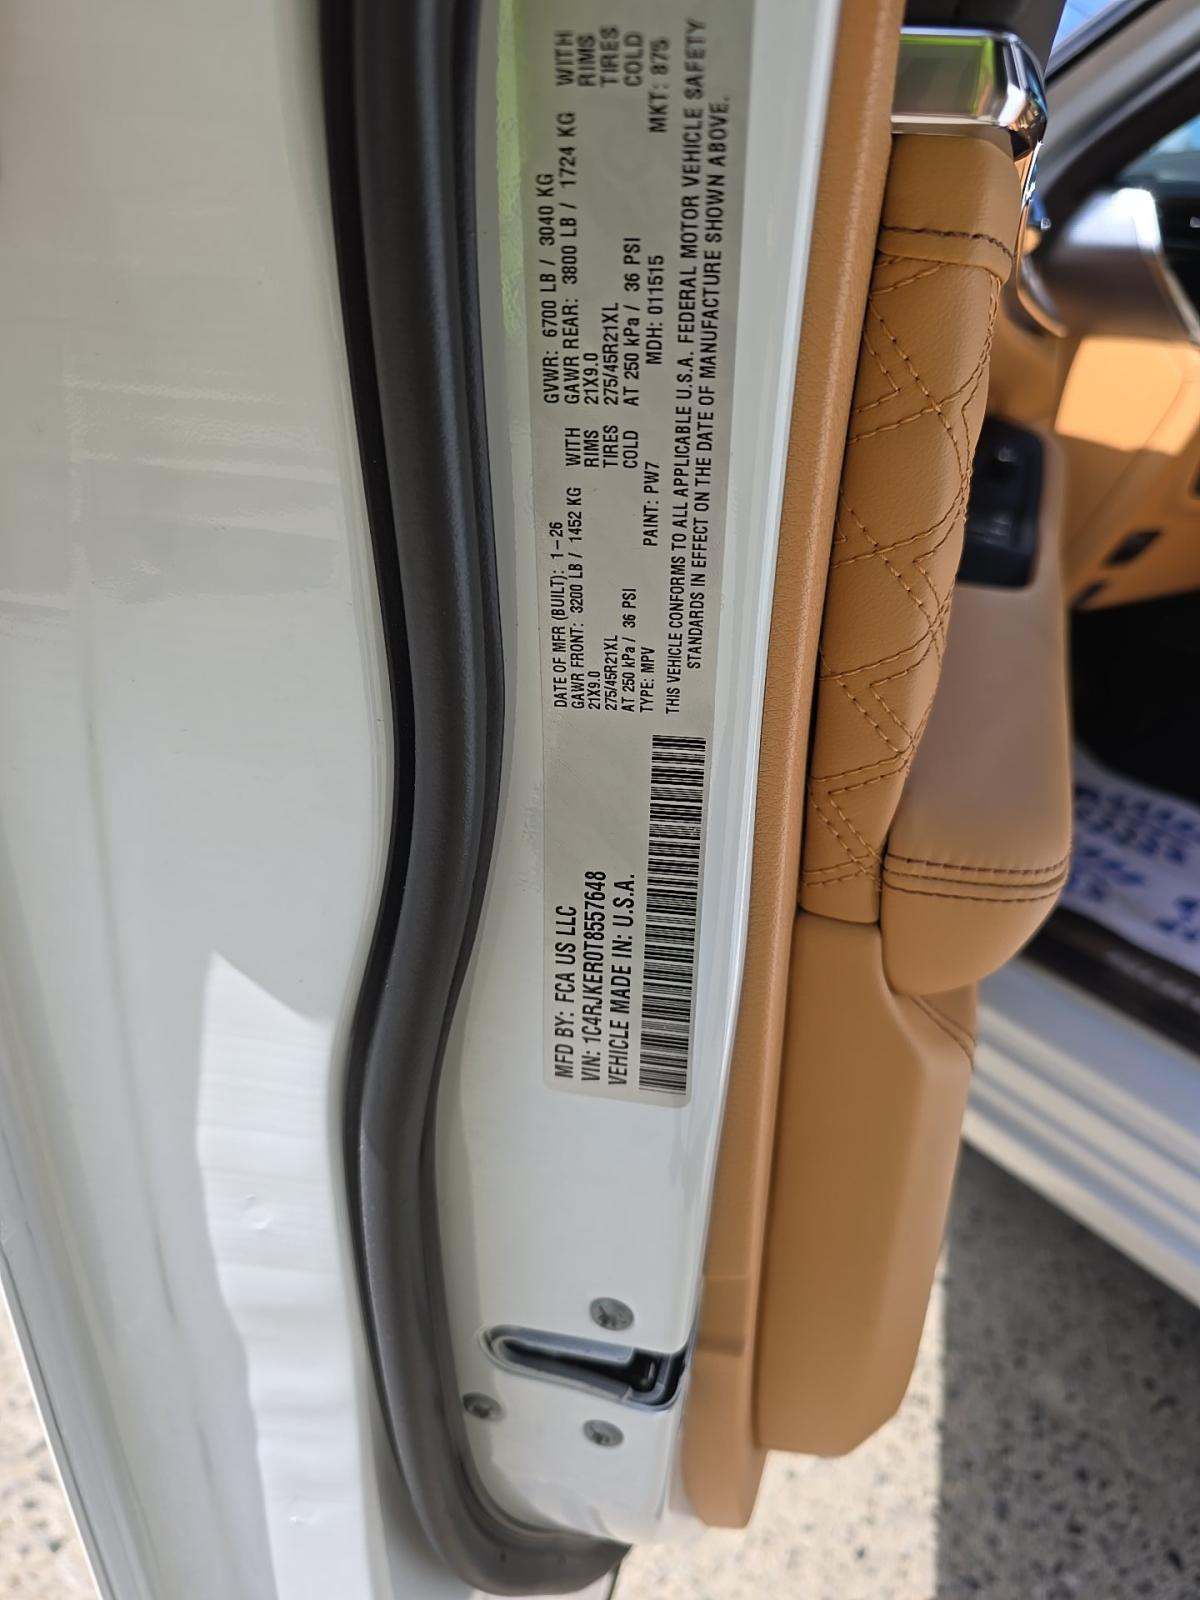 MFD BY: FCA US LLC
VIN: 1C4RJKER0T8557648
VEHICLE MADE IN: U.S.A.
DATE OF MFR (BUILT): 1-26
GAWR FRONT: 3200 LB / 1452 KG WITH
21X9.0 RIMS
275/45R21XL TIRES
AT 250 kPa / 36 PSI COLD
GVWR: 6700 LB / 3040 KG
GAWR REAR: 3800 LB / 1724 KG WITH
21X9.0 RIMS
275/45R21XL TIRES
AT 250 kPa / 36 PSI COLD
TYPE: MPV PAINT: PW7 MDH: 011515 MKT: 875
THIS VEHICLE CONFORMS TO ALL APPLICABLE U.S.A. FEDERAL MOTOR VEHICLE SAFETY
STANDARDS IN EFFECT ON THE DATE OF MANUFACTURE SHOWN ABOVE.